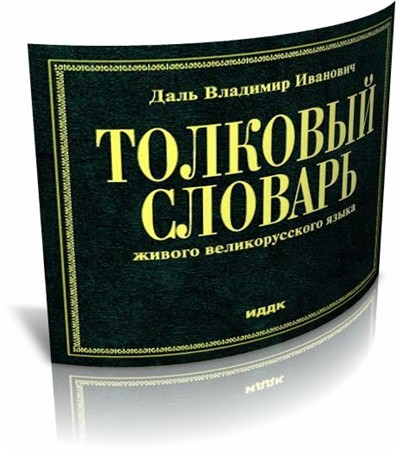 Даль Владимир Иванович
ТОЛКОВЫЙ
СЛОВАРЬ
живого великорусского языка
ИДДК